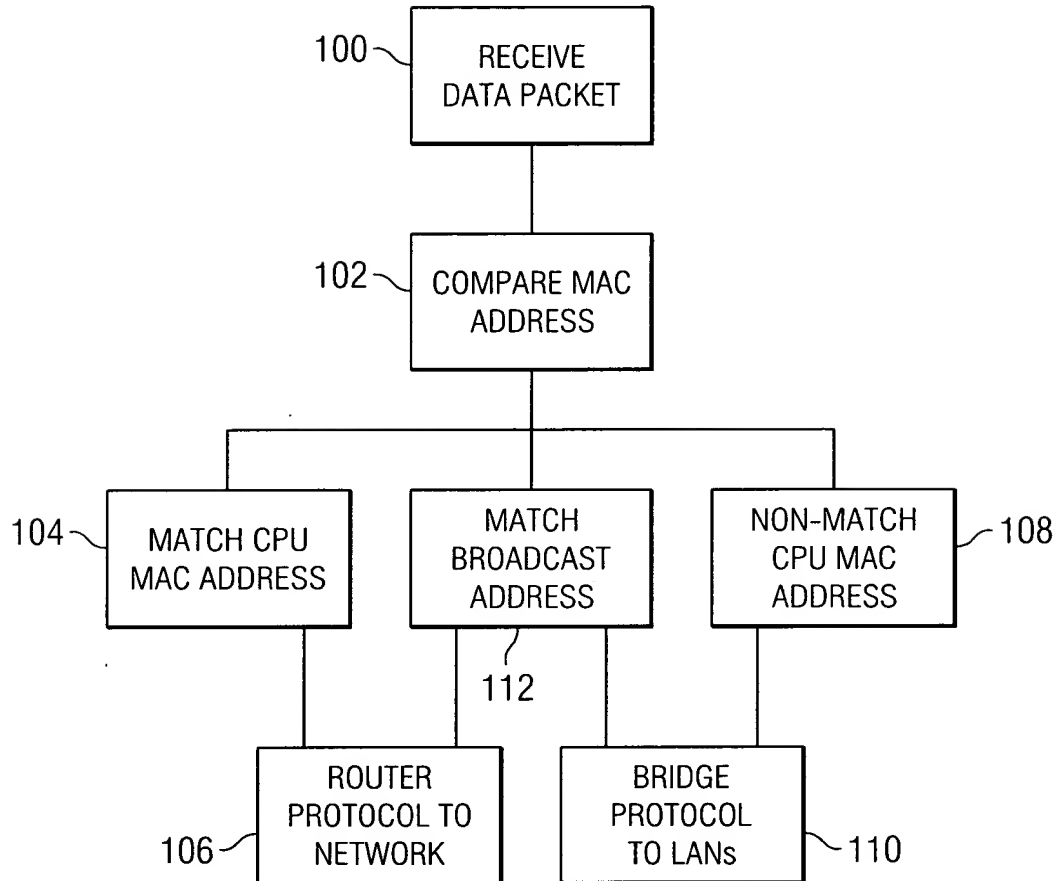 100
RECEIVE
DATA PACKET
102
COMPARE MAC
ADDRESS
104
MATCH CPU
MAC ADDRESS
MATCH
BROADCAST
ADDRESS
112
NON-MATCH
CPU MAC
ADDRESS
108
106
ROUTER
PROTOCOL TO
NETWORK
BRIDGE
PROTOCOL
TO LANs
110